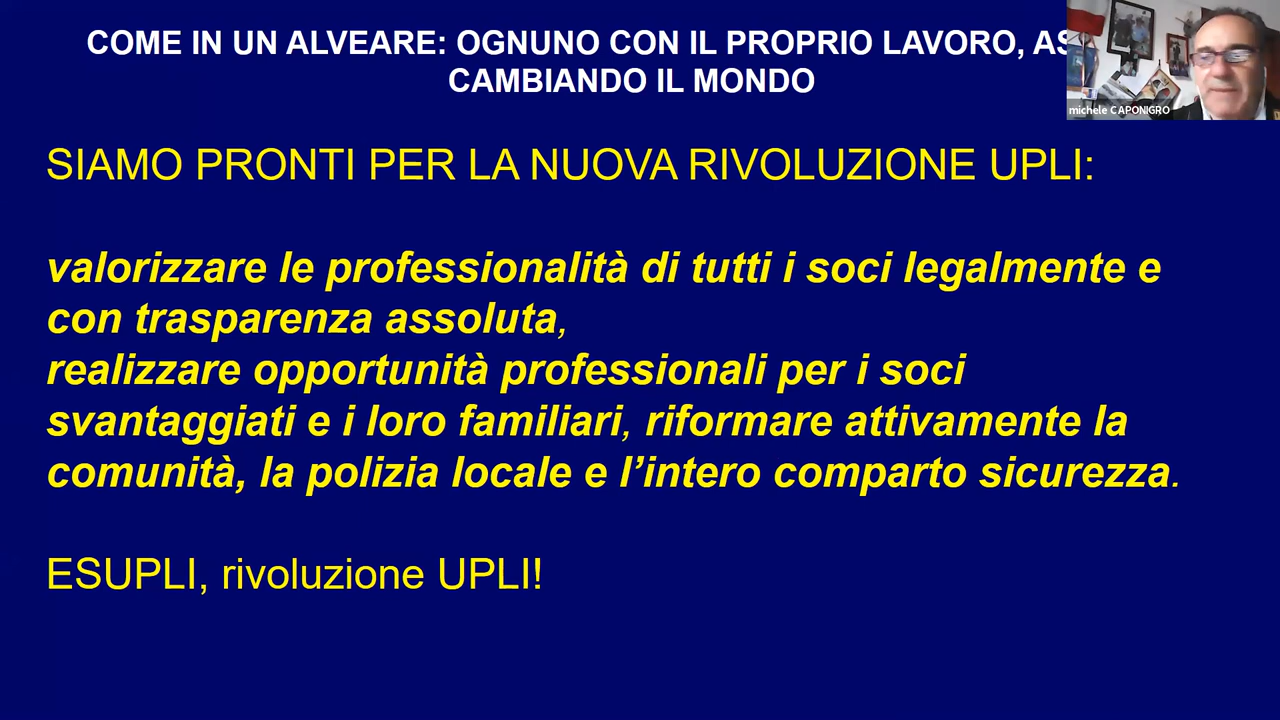 COME IN UN ALVEARE: OGNUNO CON IL PROPRIO LAVORO,
CAMBIANDO IL MONDO
michele CAPONIGRO
SIAMO PRONTI PER LA NUOVA RIVOLUZIONE UPLI:
valorizzare le professionalità di tutti i soci legalmente e
con trasparenza assoluta,
realizzare opportunità professionali per i soci
svantaggiati e i loro familiari, riformare attivamente la
comunità, la polizia locale e l’intero comparto sicurezza.
ESUPLI, rivoluzione UPLI!